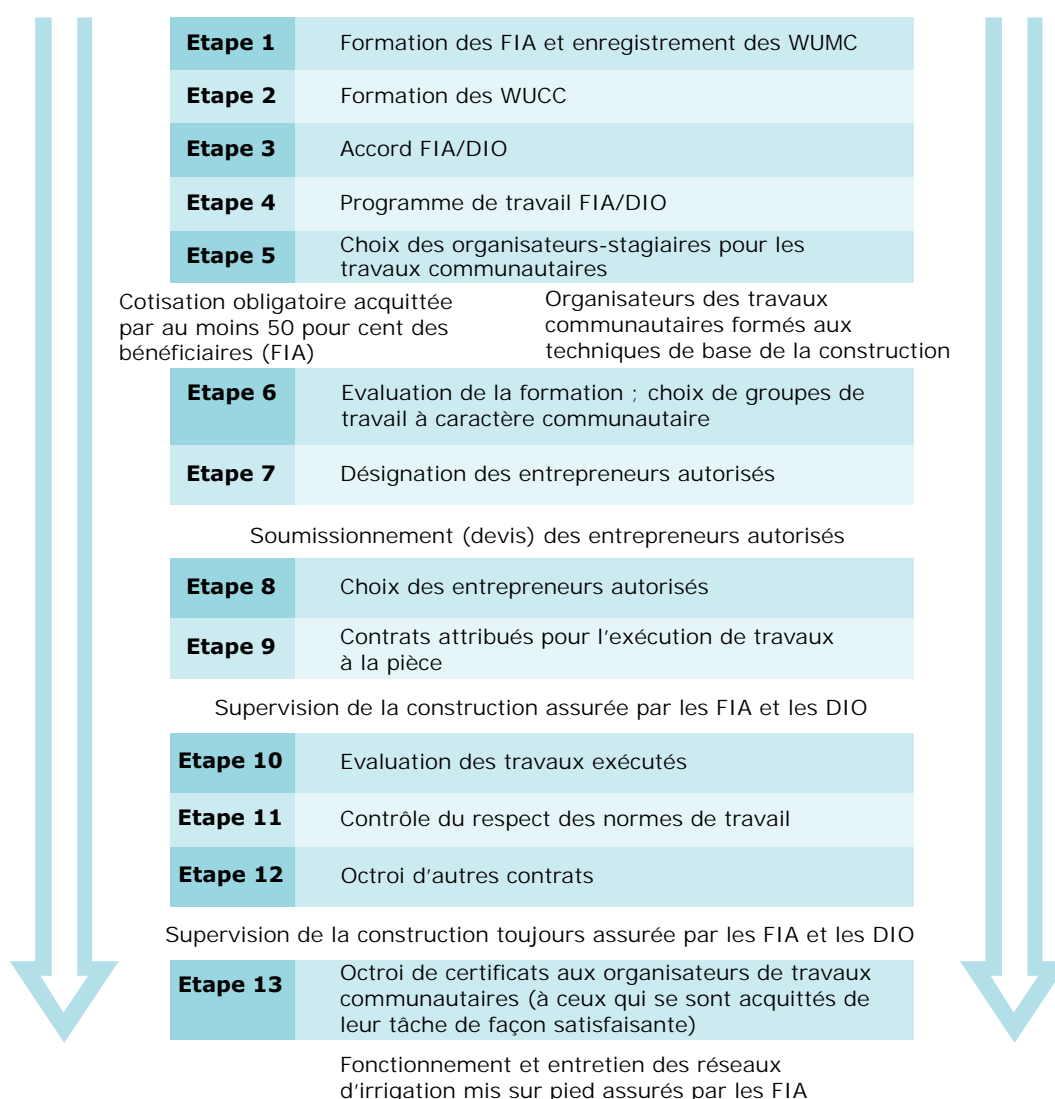 Etape 1 Formation des FIA et enregistrement des WUMC
Etape 2 Formation des WUCC
Etape 3 Accord FIA/DIO
Etape 4 Programme de travail FIA/DIO
Etape 5 Choix des organisateurs-stagiaires pour les
travaux communautaires
Cotisation obligatoire acquittée
par au moins 50 pour cent des
bénéficiaires (FIA)
Organisateurs des travaux
communautaires formés aux
techniques de base de la construction
Etape 6 Evaluation de la formation ; choix de groupes de
travail à caractère communautaire
Etape 7 Désignation des entrepreneurs autorisés
Soumissionnement (devis) des entrepreneurs autorisés
Etape 8 Choix des entrepreneurs autorisés
Etape 9 Contrats attribués pour l'exécution de travaux
à la pièce
Supervision de la construction assurée par les FIA et les DIO
Etape 10 Evaluation des travaux exécutés
Etape 11 Contrôle du respect des normes de travail
Etape 12 Octroi d'autres contrats
Supervision de la construction toujours assurée par les FIA et les DIO
Etape 13 Octroi de certificats aux organisateurs de travaux
communautaires (à ceux qui se sont acquittés de
leur tâche de façon satisfaisante)
Fonctionnement et entretien des réseaux
d'irrigation mis sur pied assurés par les FIA